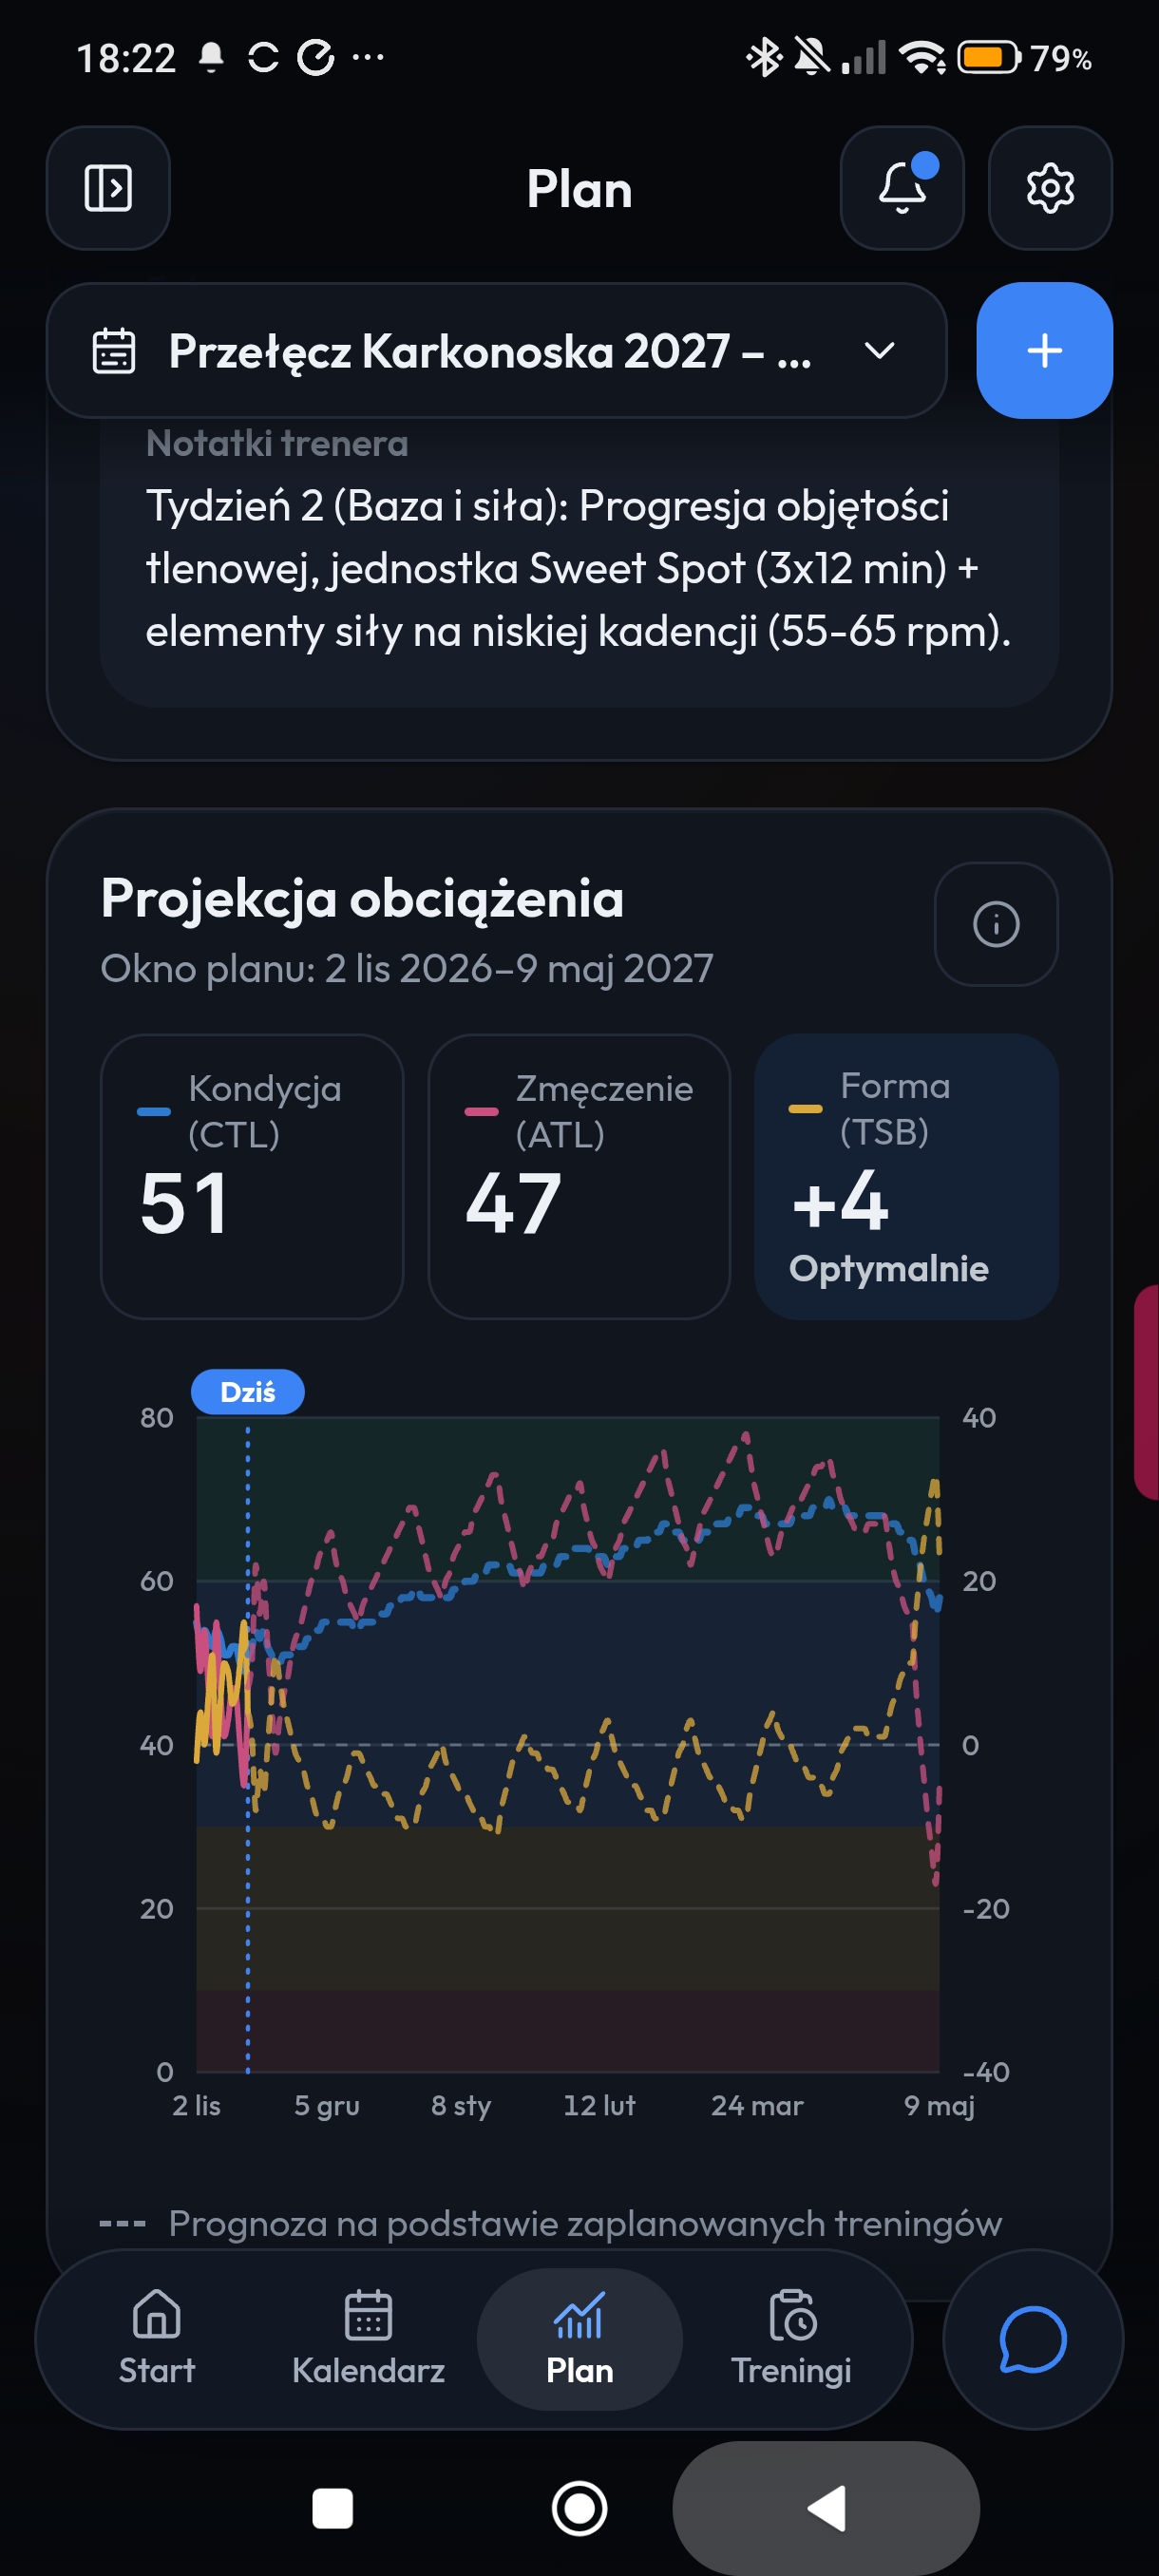 18:22
79%
Plan
Przełęcz Karkonoska 2027 – ...
Notatki trenera
Tydzień 2 (Baza i siła): Progresja objętości
tlenowej, jednostka Sweet Spot (3x12 min) +
elementy siły na niskiej kadencji (55-65 rpm).
Projekcja obciążenia
Okno planu: 2 lis 2026–9 maj 2027
Kondycja
(CTL)
51
Zmęczenie
(ATL)
47
Forma
(TSB)
+4
Optymalnie
Dziś
80
40
60
20
40
0
20
-20
0
-40
2 lis
5 gru
8 sty
12 lut
24 mar
9 maj
Prognoza na podstawie zaplanowanych treningów
Start
Kalendarz
Plan
Treningi